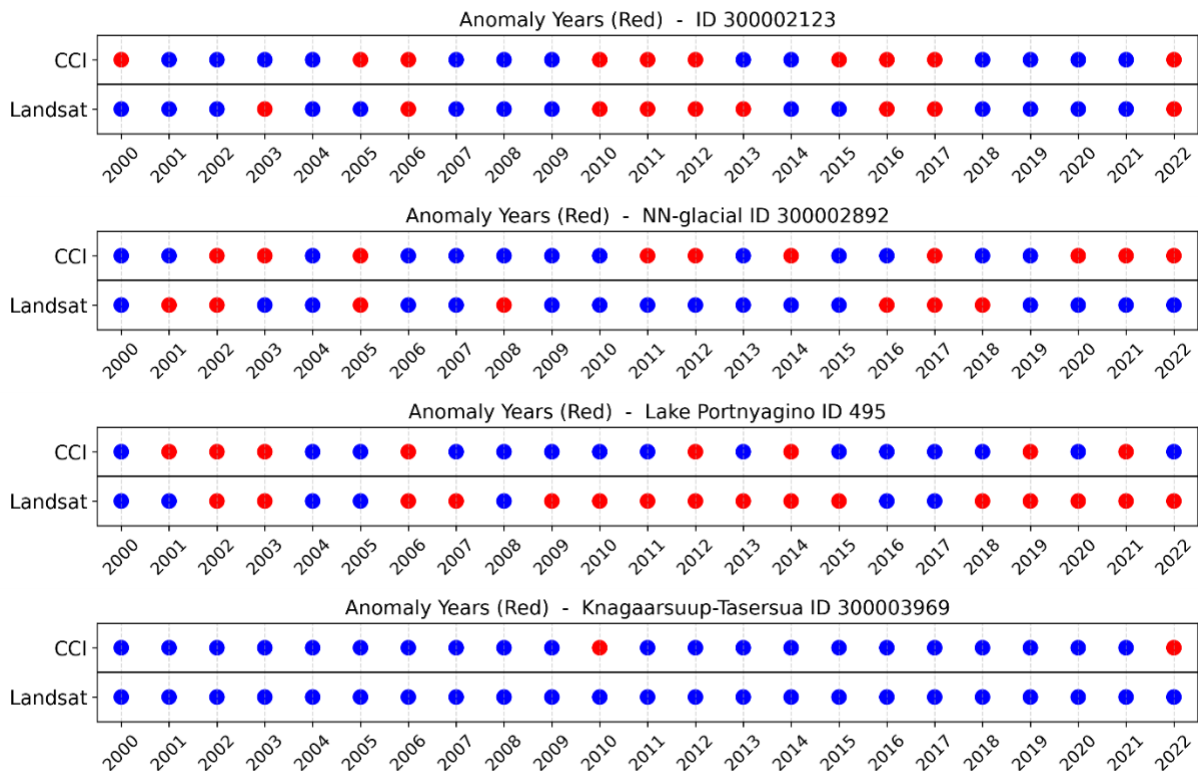 Anomaly Years (Red)  -  ID 300002123
CCI
Landsat
2000 2001 2002 2003 2004 2005 2006 2007 2008 2009 2010 2011 2012 2013 2014 2015 2016 2017 2018 2019 2020 2021 2022
Anomaly Years (Red)  -  NN-glacial ID 300002892
CCI
Landsat
2000 2001 2002 2003 2004 2005 2006 2007 2008 2009 2010 2011 2012 2013 2014 2015 2016 2017 2018 2019 2020 2021 2022
Anomaly Years (Red)  -  Lake Portnyagino ID 495
CCI
Landsat
2000 2001 2002 2003 2004 2005 2006 2007 2008 2009 2010 2011 2012 2013 2014 2015 2016 2017 2018 2019 2020 2021 2022
Anomaly Years (Red)  -  Knagaarsuup-Tasersua ID 300003969
CCI
Landsat
2000 2001 2002 2003 2004 2005 2006 2007 2008 2009 2010 2011 2012 2013 2014 2015 2016 2017 2018 2019 2020 2021 2022